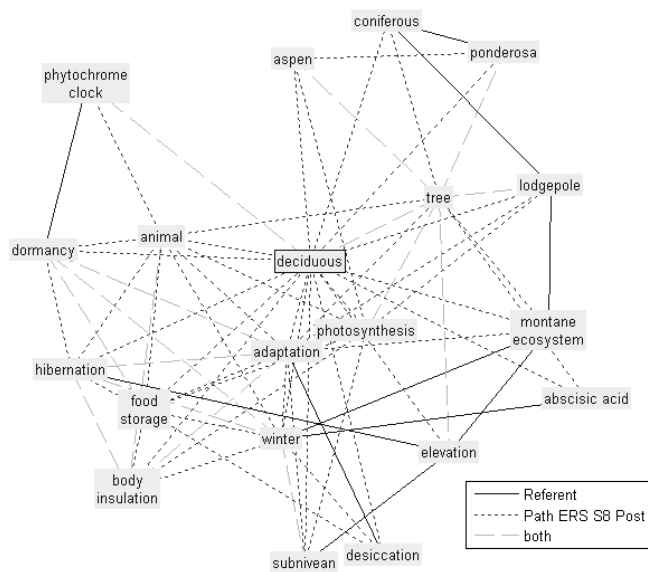 coniferous
aspen
ponderosa
phytochrome
clock
tree
lodgepole
dormancy
animal
deciduous
photosynthesis
montane
ecosystem
adaptation
hibernation
food
storage
abscisic acid
winter
elevation
body
insulation
subnivean
desiccation
Referent
Path ERS S8 Post
both